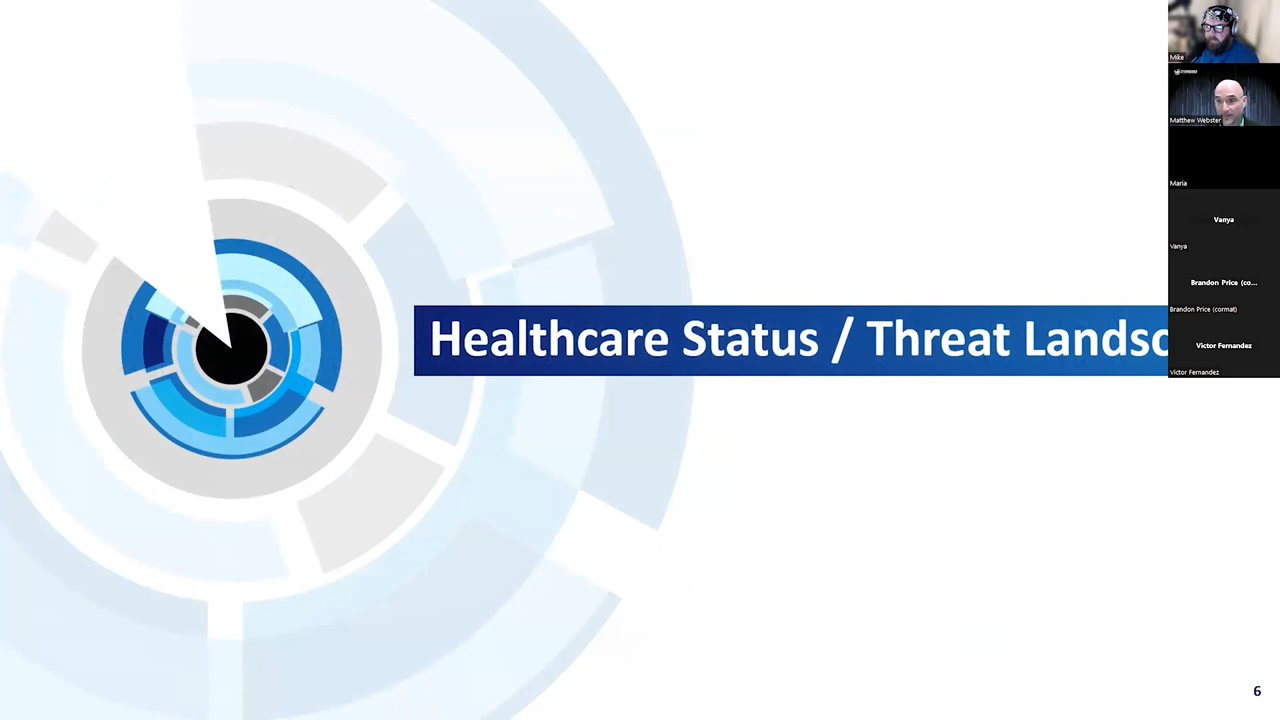 Healthcare Status / Threat Landsc
Mike
Matthew Webster
Maria
Vanya
Vanya
Brandon Price (co...
Brandon Price (cormat)
Victor Fernandez
Victor Fernandez
6